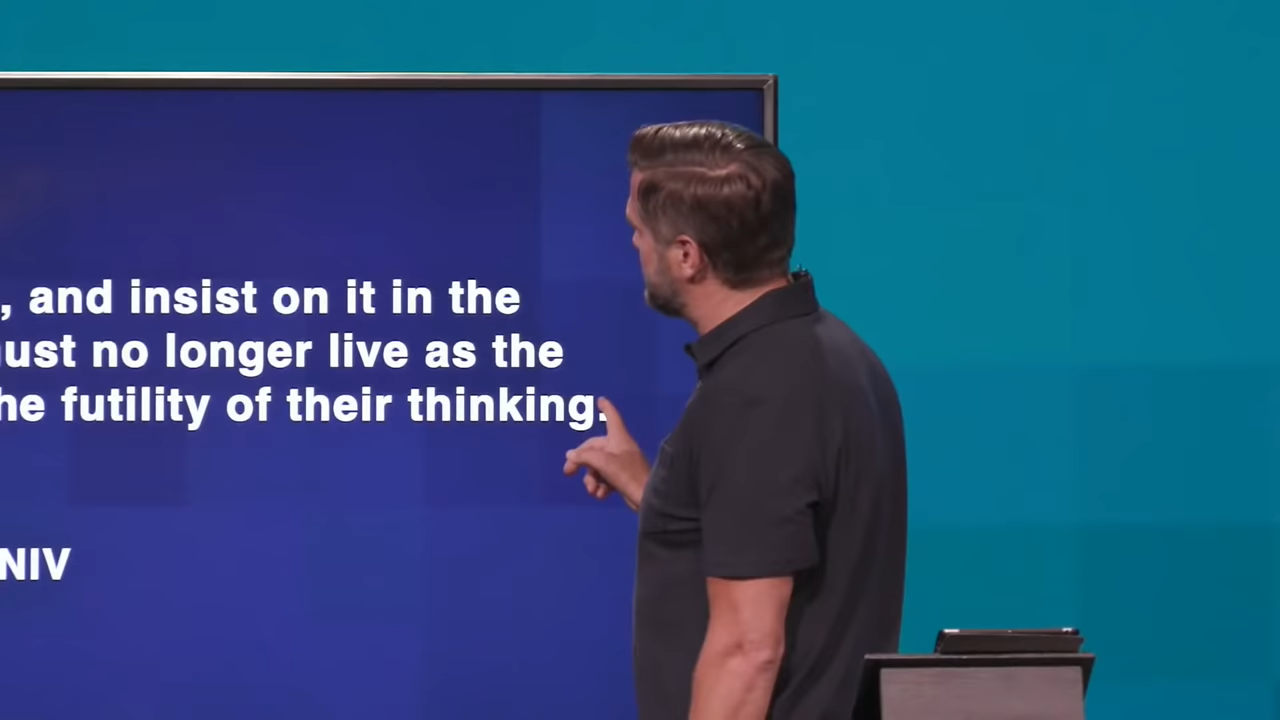 , and insist on it in the
ust no longer live as the
he futility of their thinking.
NIV